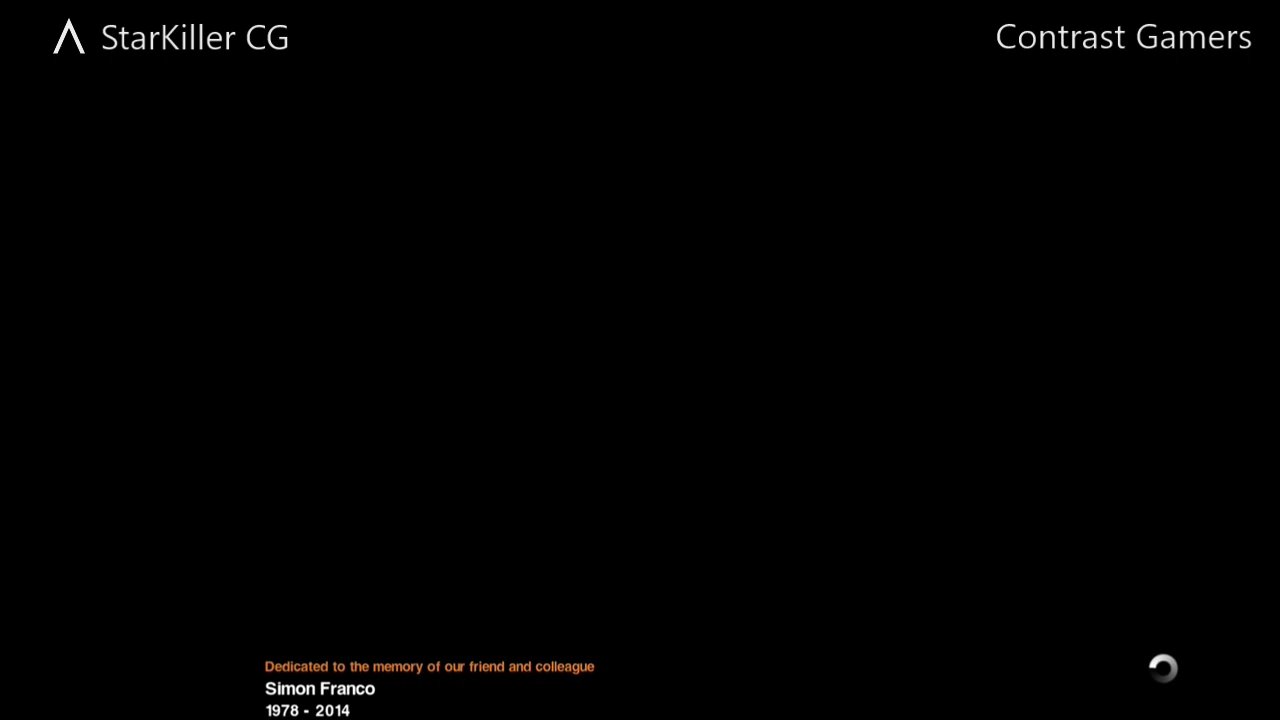 StarKiller CG
Contrast Gamers
Dedicated to the memory of our friend and colleague
Simon Franco
1978 - 2014